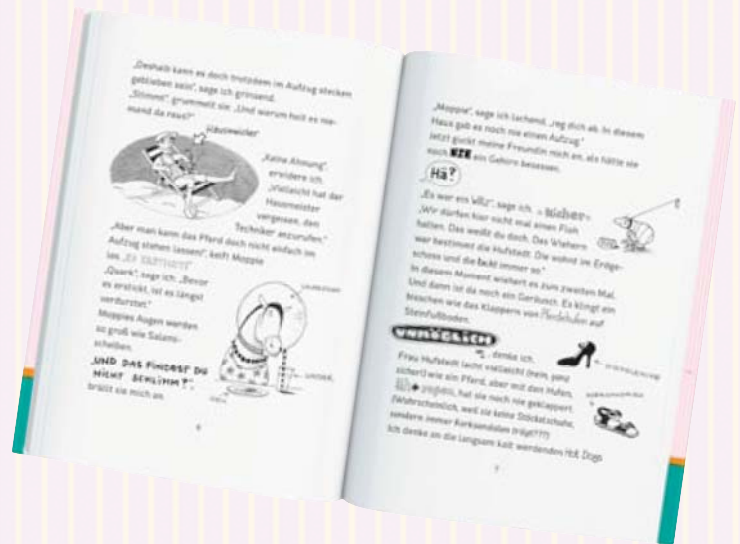 „Deshalb kann es doch trotzdem im Aufzug stecken
geblieben sein“, sage ich grinsend.
„Stimmt“, grummelt sie. „Und warum holt es nie-
mand da raus?“
Hausmeister
„Keine Ahnung“,
erwidere ich.
„Vielleicht hat der
Hausmeister
vergessen, den
Techniker anzurufen.“
„Aber man kann das Pferd doch nicht einfach im
Aufzug stehen lassen!“, keift Moppie
los.
„Quark“, sage ich. „Bevor
es erstickt, ist es längst
verdurstet.“
Moppies Augen werden
so groß wie Salami-
scheiben.
„UND DAS FINDEST DU
NICHT SCHLIMM?“,
brüllt sie mich an.
6
„Moppie“, sage ich lachend, „reg dich ab. In diesem
Haus gab es noch nie einen Aufzug.“
Jetzt guckt meine Freundin mich an, als hätte sie
noch NIE ein Gehirn besessen.
Hä?
„Es war ein Witz“, sage ich. » Wieher«
„Wir dürfen hier nicht mal einen Floh
halten. Das weißt du doch. Das Wiehern
war bestimmt die Hufstedt. Die wohnt im Erdge-
schoss und die lacht immer so.“
In diesem Moment wiehert es zum zweiten Mal.
Und dann ist da noch ein Geräusch. Es klingt ein
bisschen wie das Klappern von Pferdehufen auf
Steinfußboden.
UNMÖGLICH
denke ich.
Frau Hufstedt lacht vielleicht (nein, ganz
sicher!) wie ein Pferd, aber mit den Hufen,
hat sie noch nie geklappert.
(Wahrscheinlich, weil sie keine Stöckelschuhe,
sondern immer Korksandalen trägt???)
Ich denke an die langsam kalt werdenden Hot Dogs
7